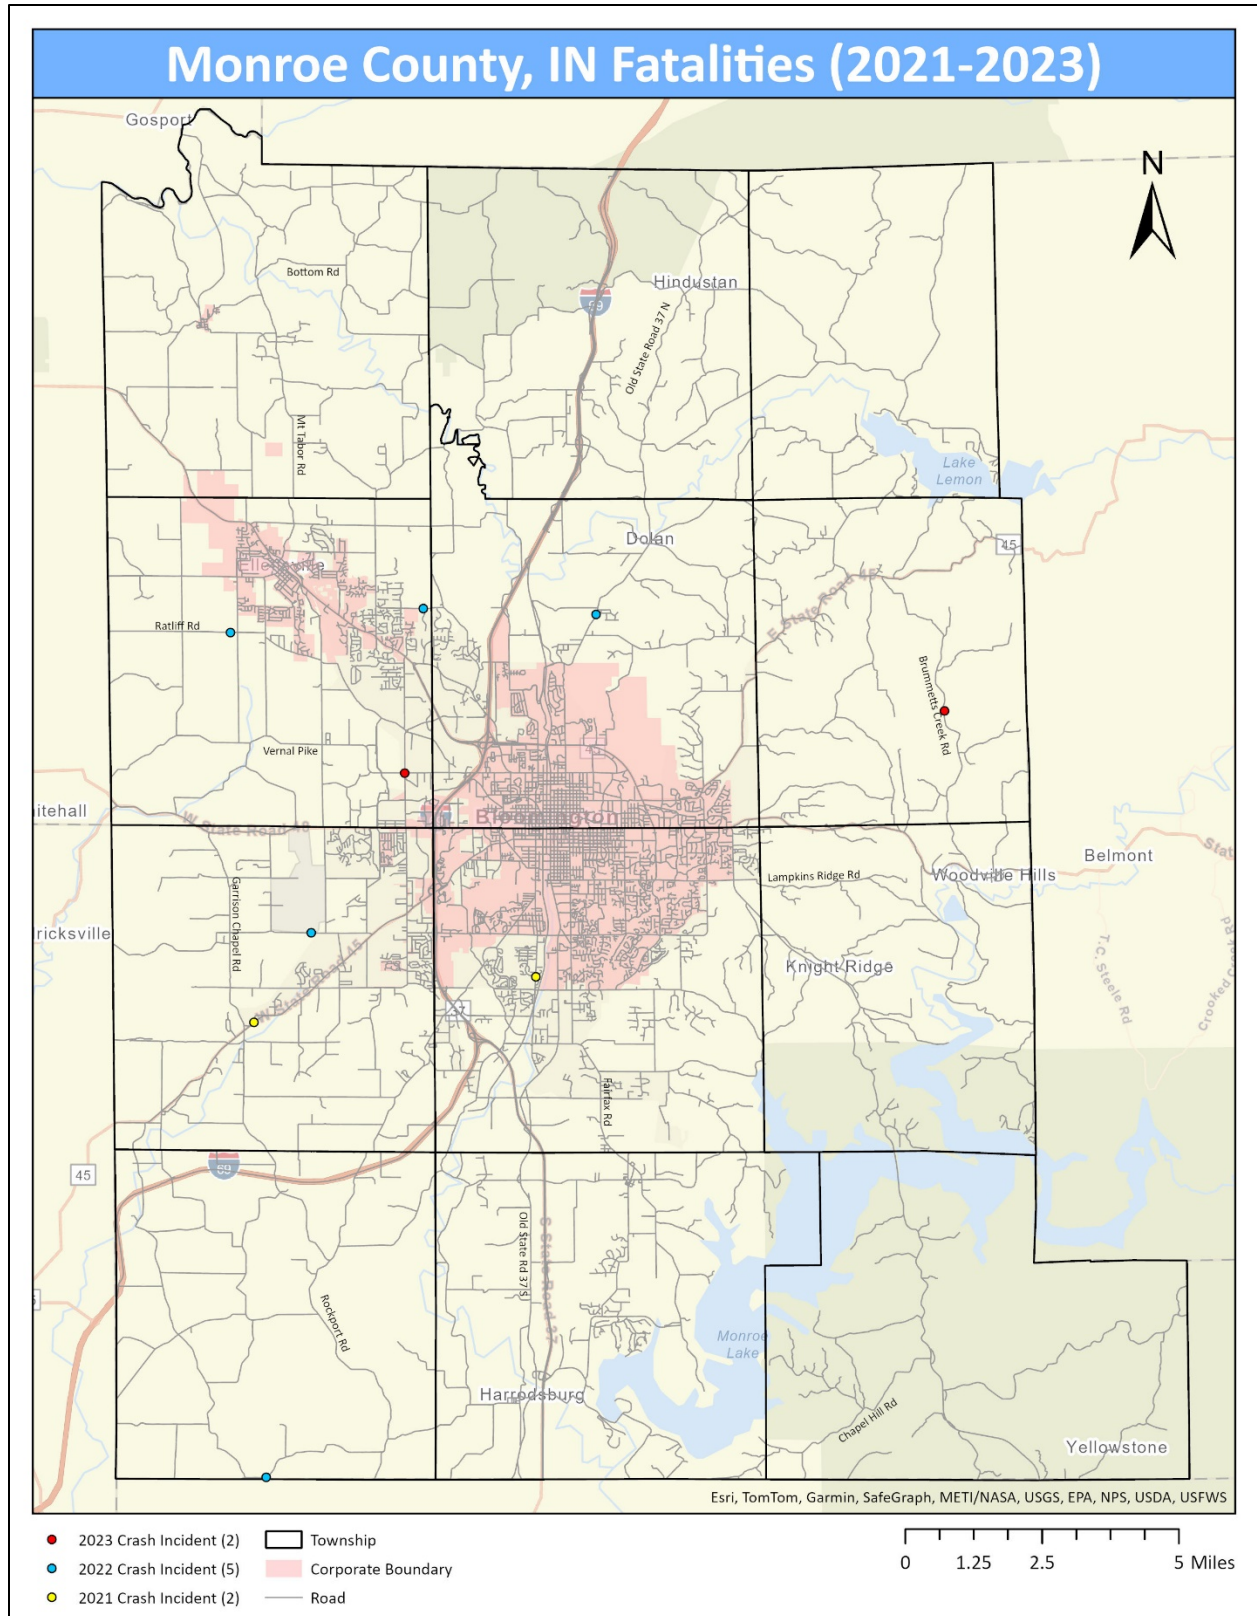 Monroe County, IN Fatalities (2021-2023)
Gosport
N
Bottom Rd
Hindustan
69
Old State Road 37 N
Mt Tabor Rd
Lake
Lemon
Dolan
45
Ellettsville
E State Road 45
Ratliff Rd
Brummetts Creek Rd
Vernal Pike
itehall
Bloomington
W State Road 48
Belmont
Stat
Lampkins Ridge Rd
Woodville Hills
Garrison Chapel Rd
ricksville
Knight Ridge
T.C. Steele Rd
W State Road 45
37
Fairfax Rd
69
45
Old State Rd 37 S
S State Road 37
Rockport Rd
Monroe
Lake
Harrodsburg
Chapel Hill Rd
Yellowstone
Esri, TomTom, Garmin, SafeGraph, METI/NASA, USGS, EPA, NPS, USDA, USFWS
2023 Crash Incident (2)
Township
2022 Crash Incident (5)
Corporate Boundary
2021 Crash Incident (2)
Road
0 1.25 2.5 5 Miles